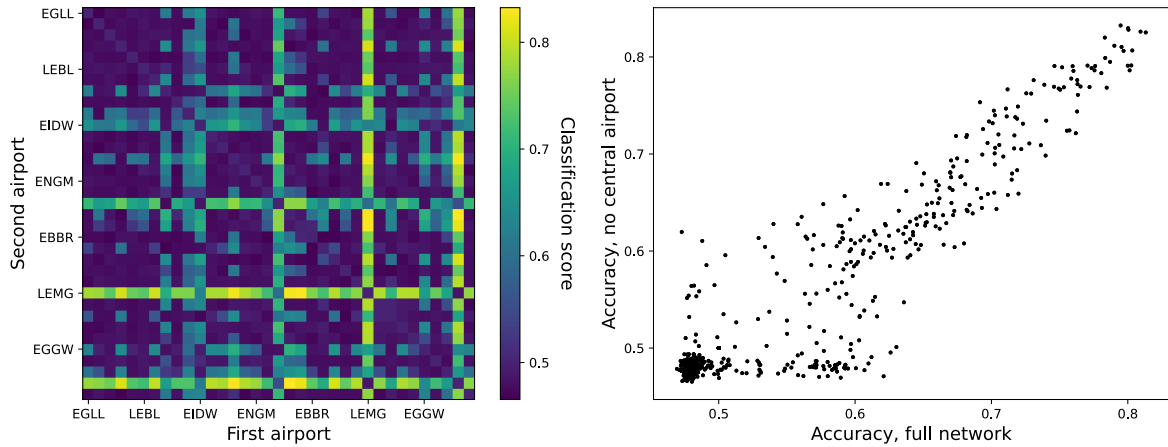 EGLL
LEBL
EIDW
ENGM
EBBR
LEMG
EGGW
Second airport
EGLL LEBL EIDW ENGM EBBR LEMG EGGW
First airport
0.8
0.7
0.6
0.5
Classification score
0.8
0.7
0.6
0.5
Accuracy, no central airport
0.5 0.6 0.7 0.8
Accuracy, full network